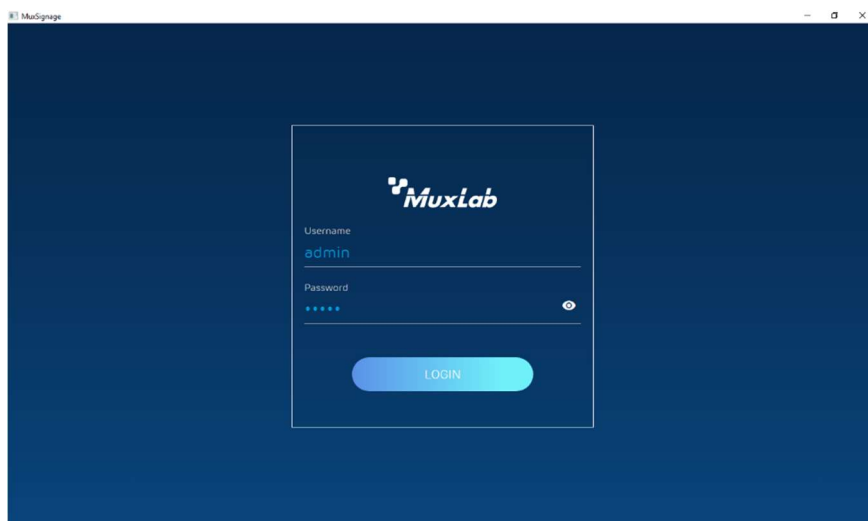 MuxSignage
MuxLab
Username
admin
Password
•••••
LOGIN